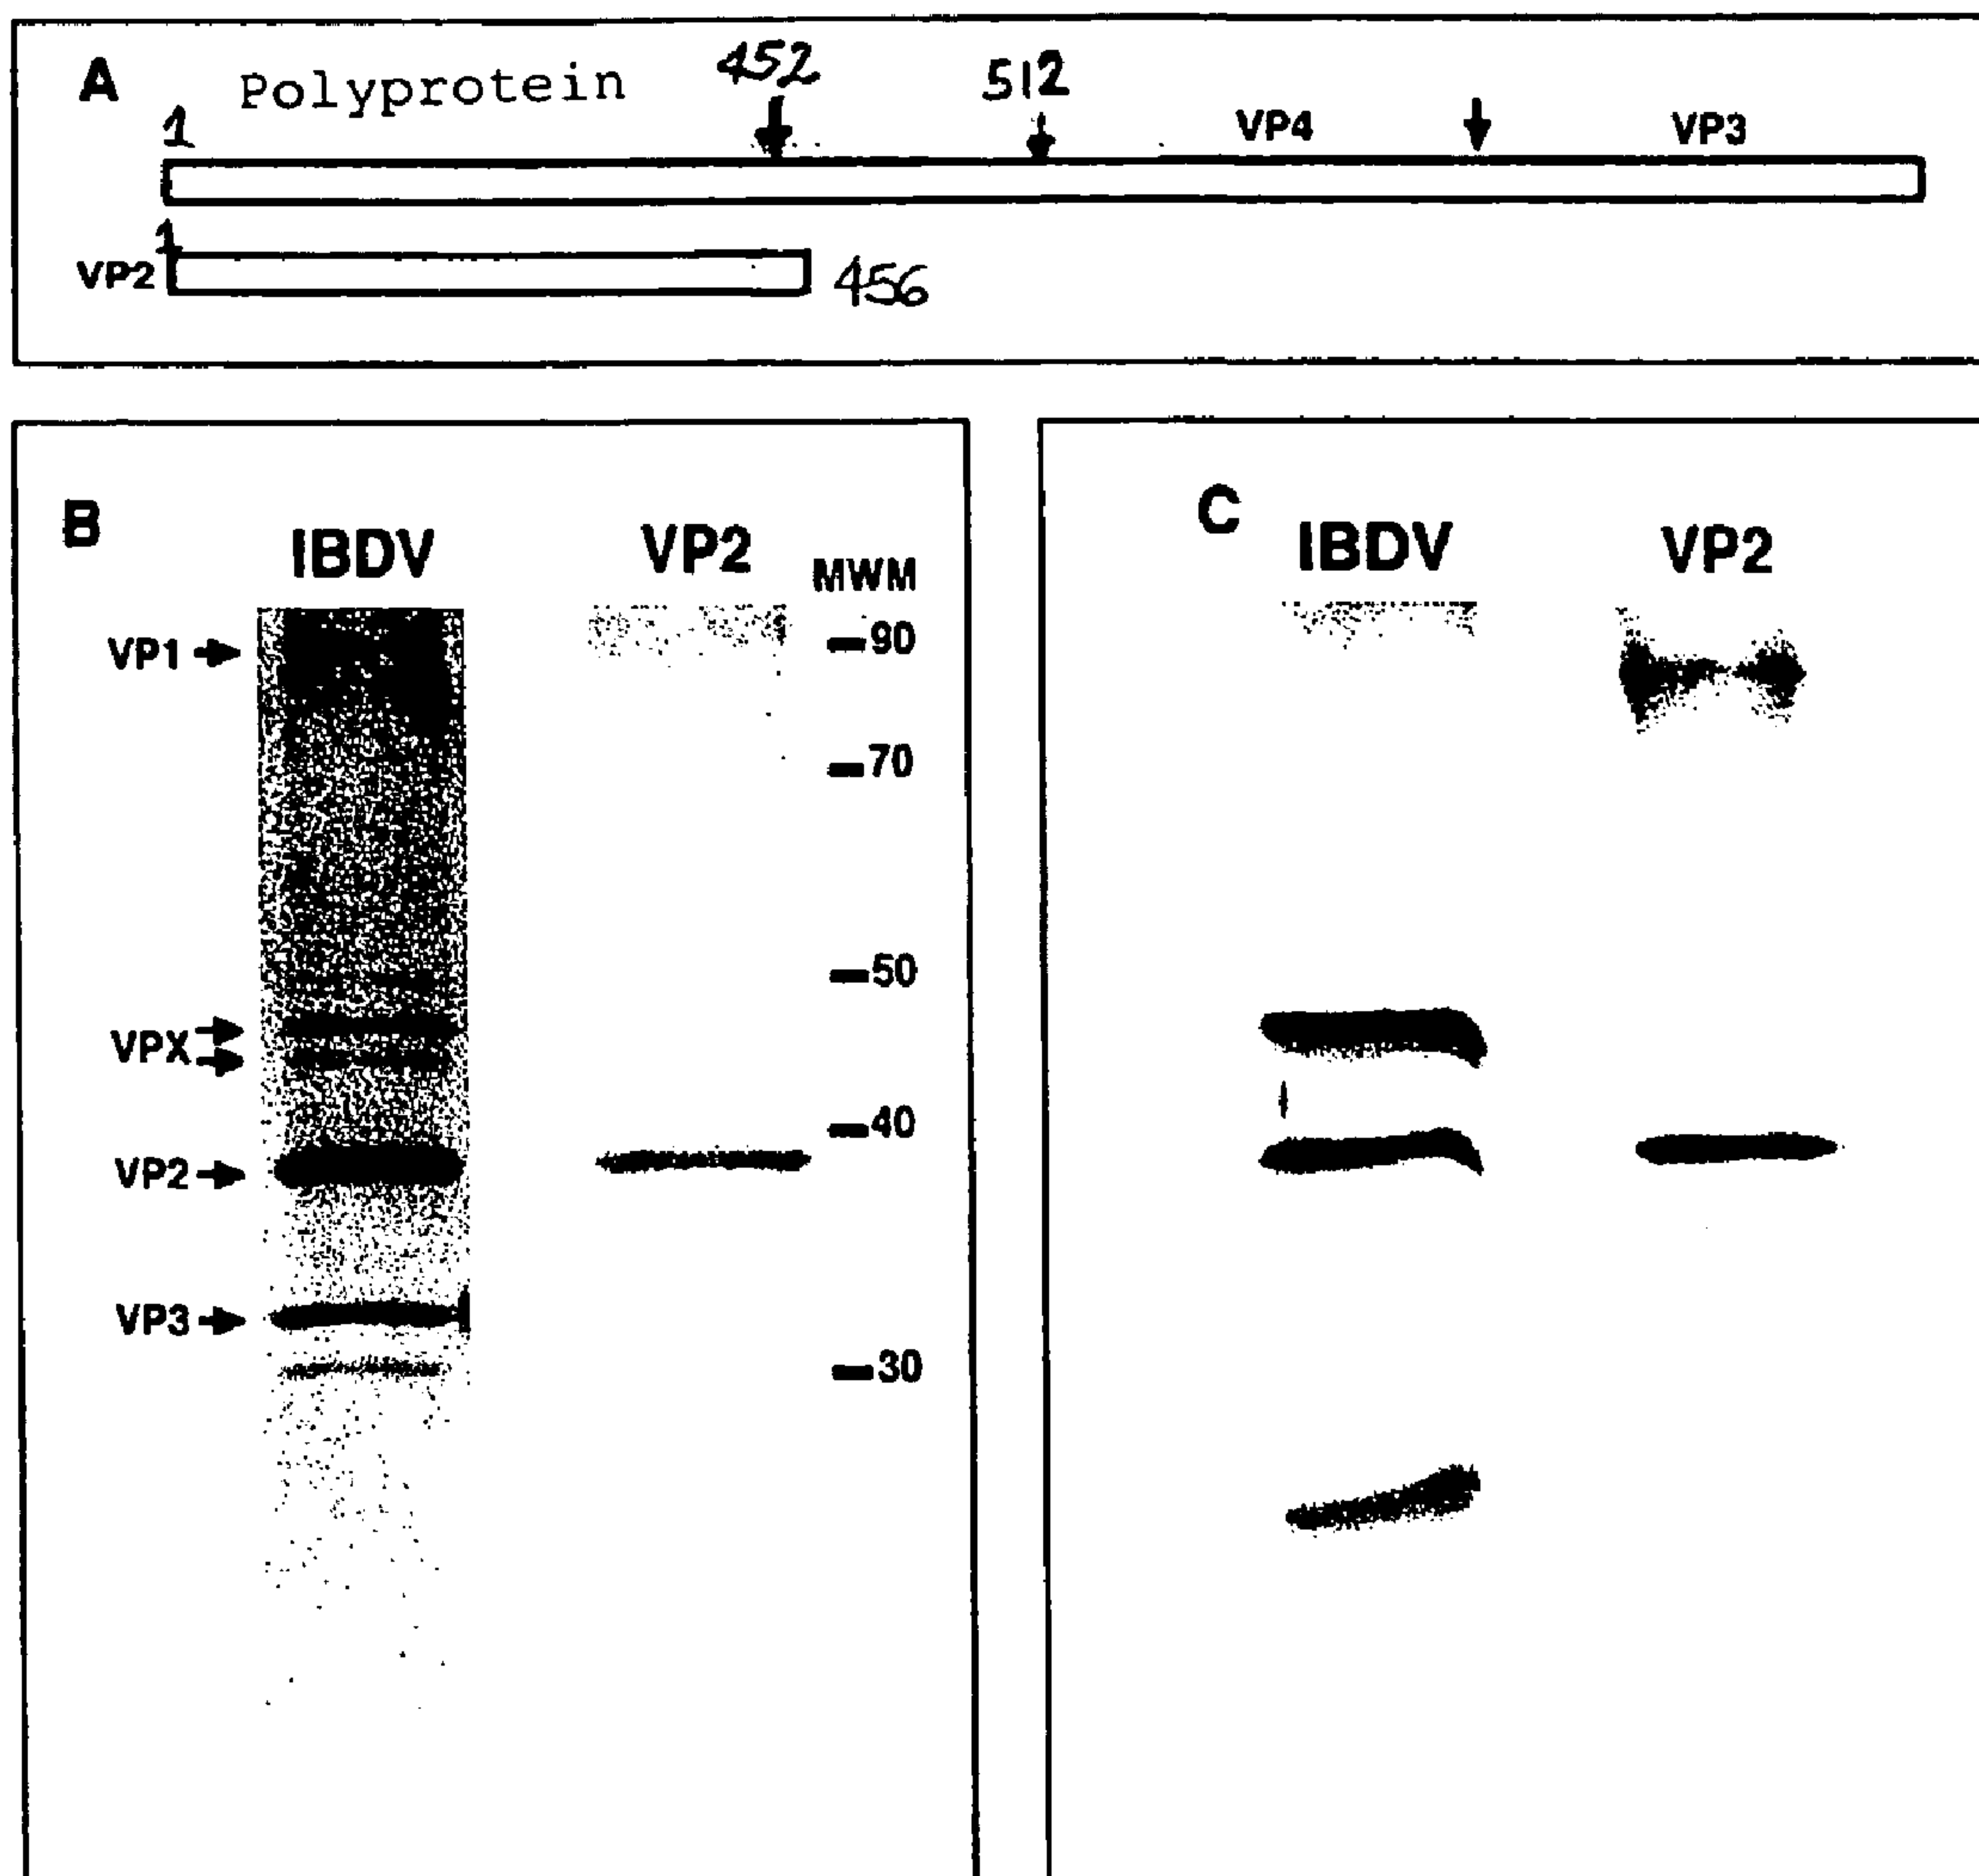 A Polyprotein 452 512 VP4 VP3
1
1
VP2 456
B IBDV VP2 MWM
VP1 90
70
50
VPX
40
VP2
VP3
30
C IBDV VP2